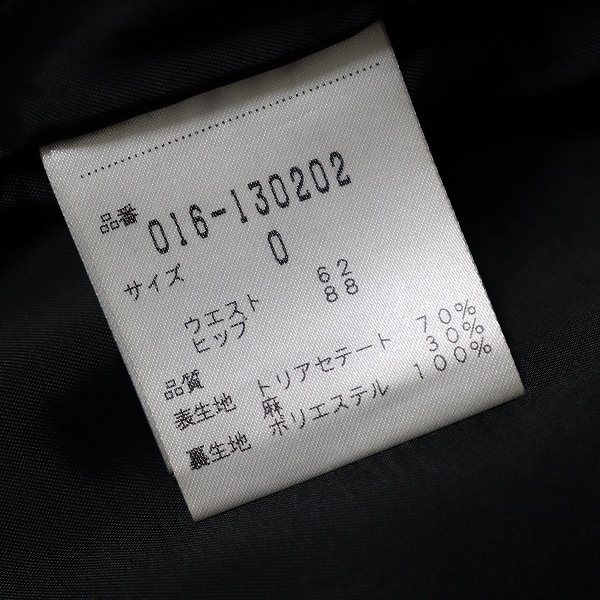 品番 016-130202
サイズ 0
ウエスト 62
ヒップ 88
品質
表生地 トリアセテート 70%
麻 30%
裏生地 ポリエステル 100%